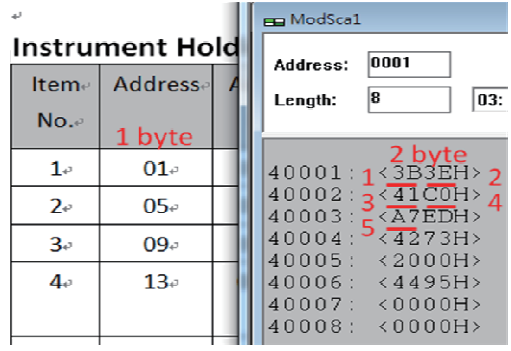 Instrument Hold
Item No.
Address
A
1 byte
1 01
2 05
3 09
4 13
ModSca1
Address: 0001
Length: 8
03:
2 byte
40001: 1 <3B3EH> 2
40002: 3 <41C0H> 4
40003: 5 <A7EDH>
40004: <4273H>
40005: <2000H>
40006: <4495H>
40007: <0000H>
40008: <0000H>